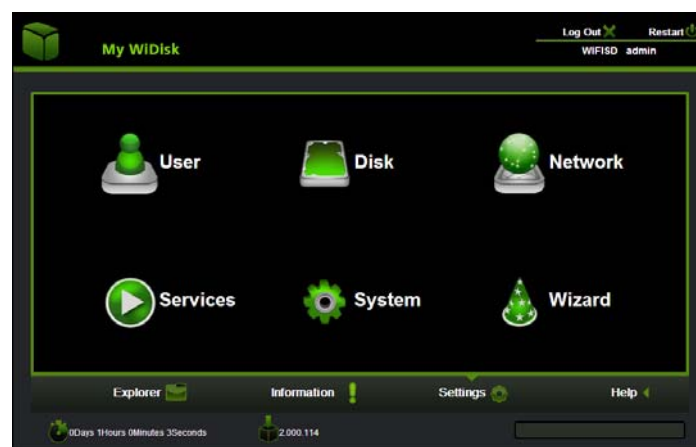 Log Out Restart
My WiDisk
WIFISD admin
User Disk Network
Services System Wizard
Explorer Information Settings Help
0Days 1Hours 0Minutes 3Seconds 2.000.114